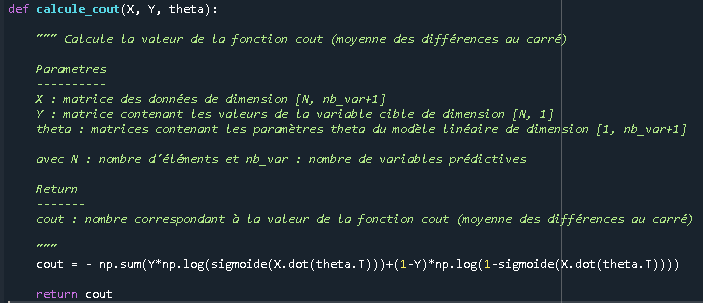 def calcule_cout(X, Y, theta):
""" Calcule la valeur de la fonction cout (moyenne des différences au carré)
Parametres
----------
X : matrice des données de dimension [N, nb_var+1]
Y : matrice contenant les valeurs de la variable cible de dimension [N, 1]
theta : matrices contenant les paramètres theta du modèle linéaire de dimension [1, nb_var+1]
avec N : nombre d'éléments et nb_var : nombre de variables prédictives
Return
-------
cout : nombre correspondant à la valeur de la fonction cout (moyenne des différences au carré)
"""
cout = - np.sum(Y*np.log(sigmoide(X.dot(theta.T)))+(1-Y)*np.log(1-sigmoide(X.dot(theta.T))))
return cout